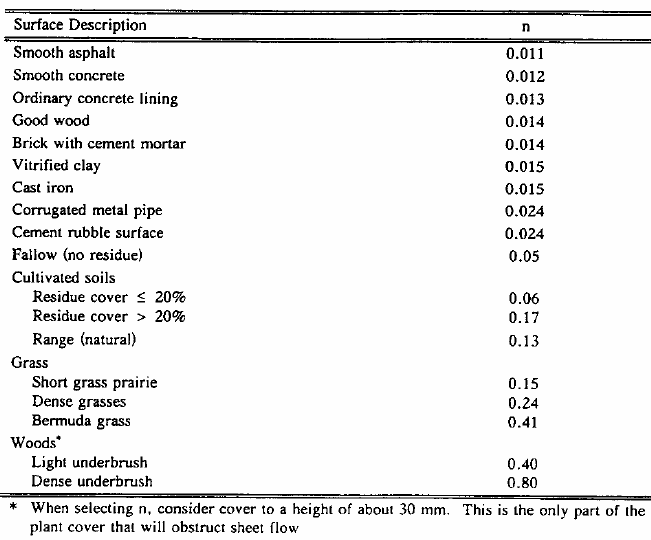 Surface Description n
Smooth asphalt 0.011
Smooth concrete 0.012
Ordinary concrete lining 0.013
Good wood 0.014
Brick with cement mortar 0.014
Vitrified clay 0.015
Cast iron 0.015
Corrugated metal pipe 0.024
Cement rubble surface 0.024
Fallow (no residue) 0.05
Cultivated soils
Residue cover ≤ 20% 0.06
Residue cover > 20% 0.17
Range (natural) 0.13
Grass
Short grass prairie 0.15
Dense grasses 0.24
Bermuda grass 0.41
Woods*
Light underbrush 0.40
Dense underbrush 0.80
* When selecting n, consider cover to a height of about 30 mm. This is the only part of the
plant cover that will obstruct sheet flow